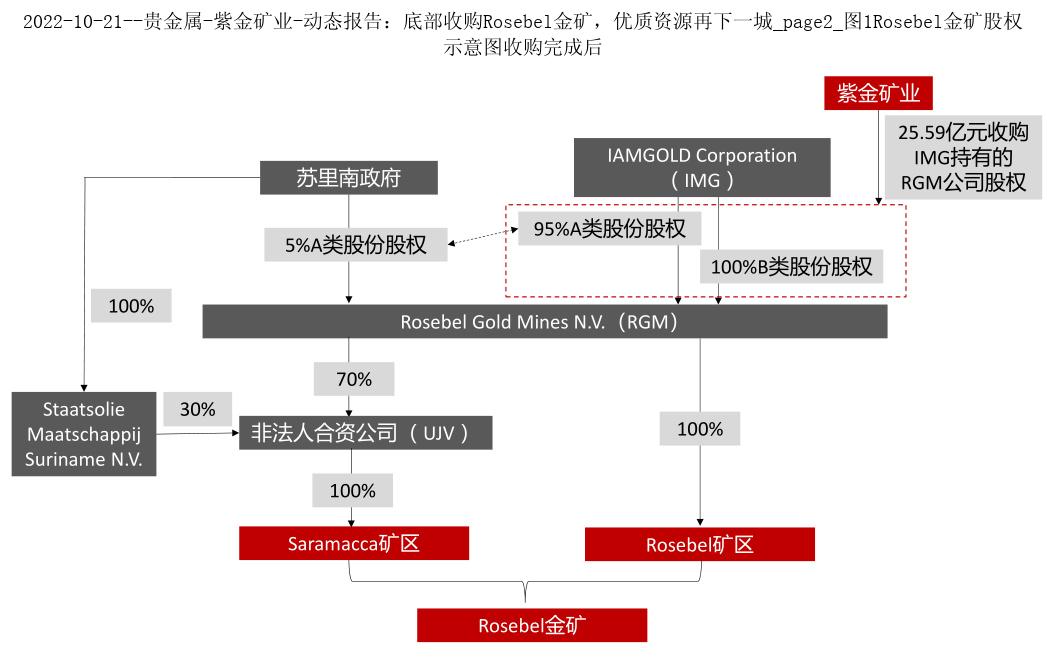 2022-10-21--贵金属-紫金矿业-动态报告：底部收购Rosebel金矿，优质资源再下一城_page2_图1Rosebel金矿股权
示意图收购完成后
紫金矿业
25.59亿元收购
IMG持有的
RGM公司股权
IAMGOLD Corporation
（IMG）
苏里南政府
95%A类股份股权
5%A类股份股权
100%B类股份股权
100%
Rosebel Gold Mines N.V.（RGM）
70%
Staatsolie
Maatschappij
Suriname N.V.
30%
非法人合资公司（UJV）
100%
100%
Saramacca矿区
Rosebel矿区
Rosebel金矿